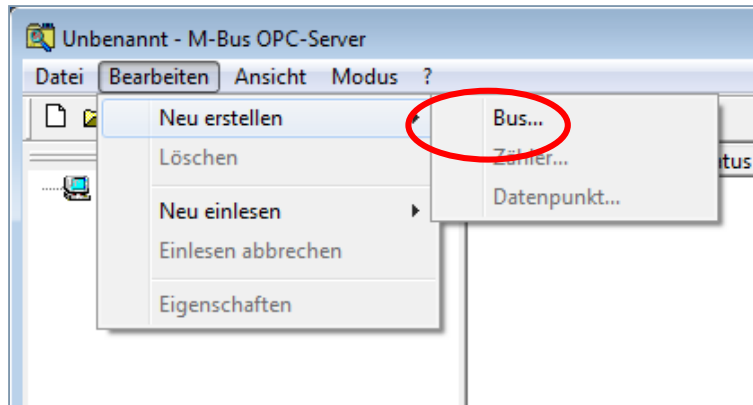 Unbenannt - M-Bus OPC-Server
Datei Bearbeiten Ansicht Modus ?
Neu erstellen
Bus...
Löschen
Zähler...
tus
Neu einlesen
Datenpunkt...
Einlesen abbrechen
Eigenschaften